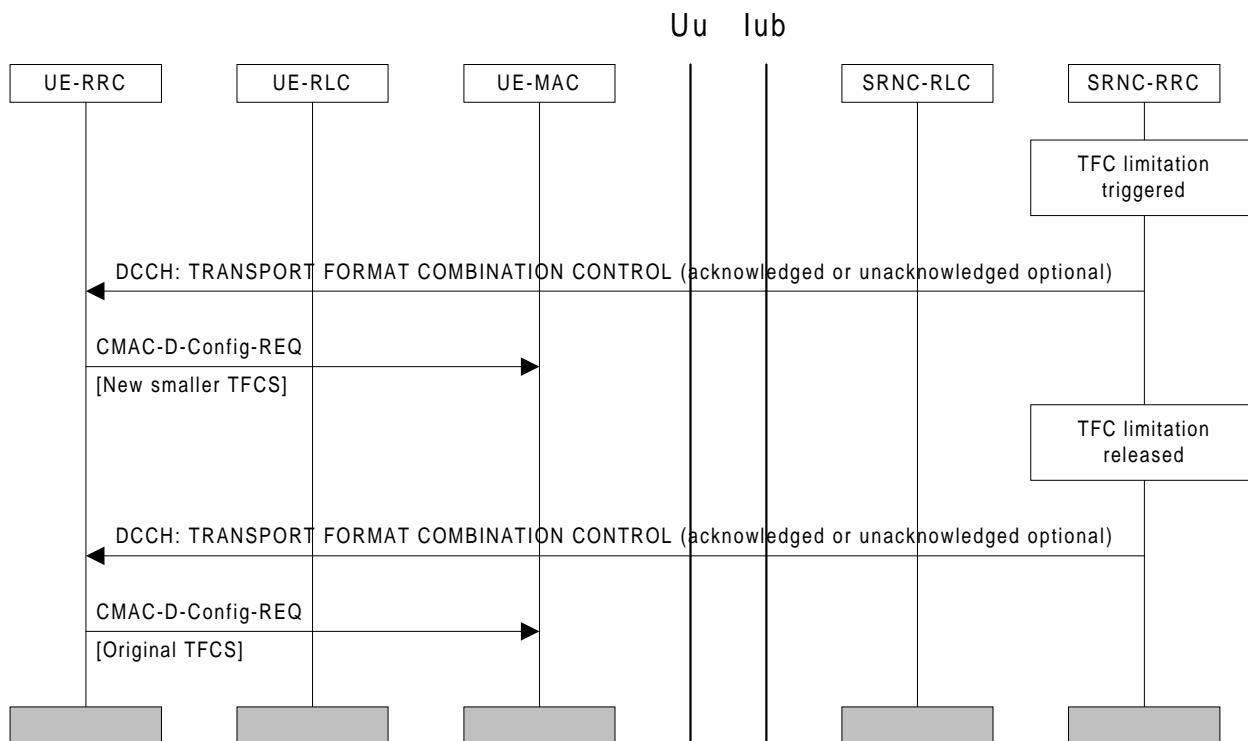 Uu Iub
UE-RRC UE-RLC UE-MAC SRNC-RLC SRNC-RRC
TFC limitation
triggered
DCCH: TRANSPORT FORMAT COMBINATION CONTROL (acknowledged or unacknowledged optional)
CMAC-D-Config-REQ
[New smaller TFCS]
TFC limitation
released
DCCH: TRANSPORT FORMAT COMBINATION CONTROL (acknowledged or unacknowledged optional)
CMAC-D-Config-REQ
[Original TFCS]